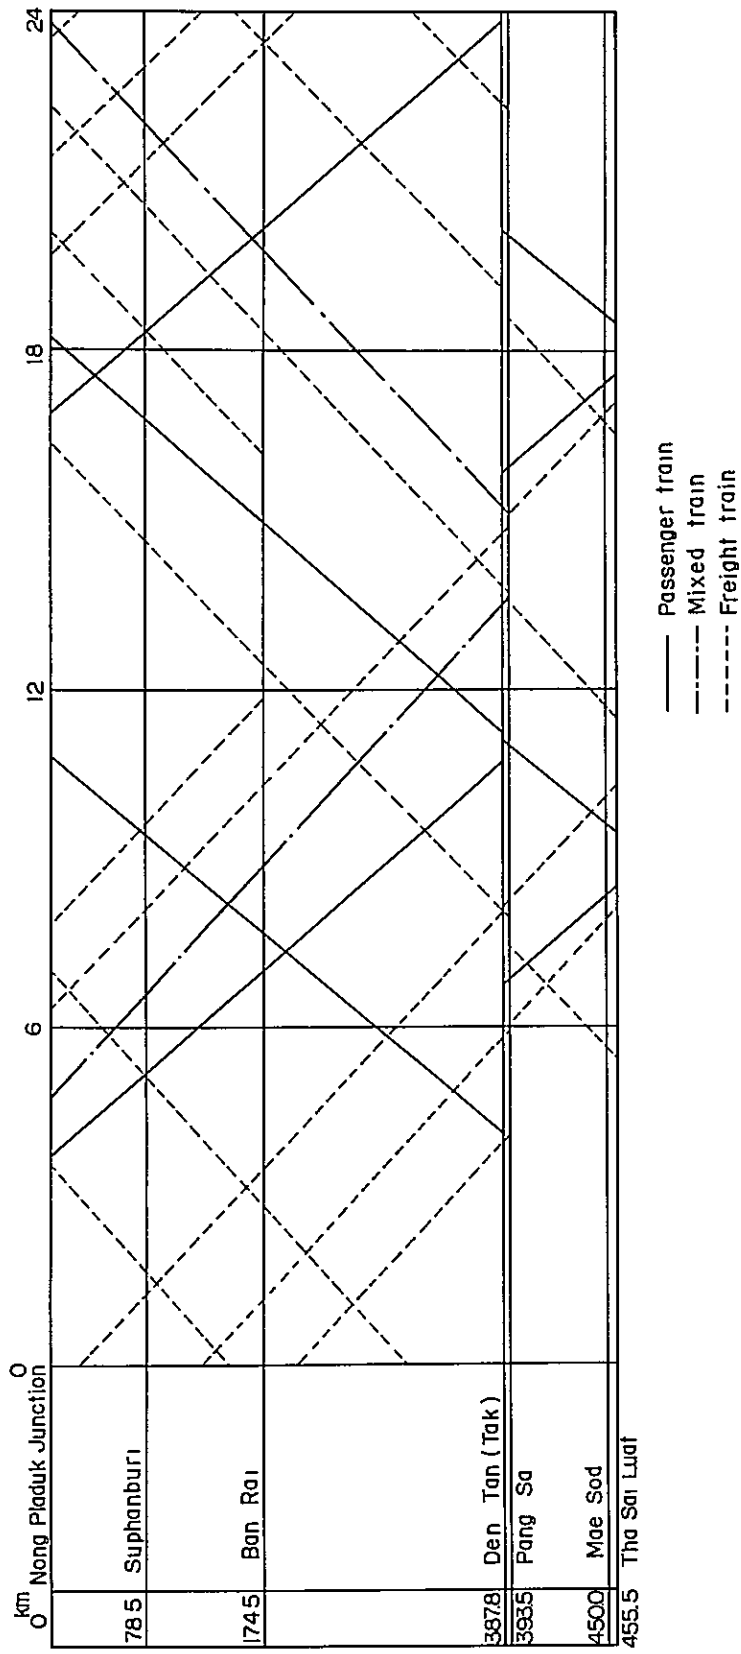 km
0 Nong Pladuk Junction
78.5 Suphanburi
174.5 Ban Rai
387.8 Den Tan (Tak)
393.5 Pang Sa
450.0 Mae Sod
455.5 Tha Sai Luat
0
6
12
18
24
Passenger train
Mixed train
Freight train